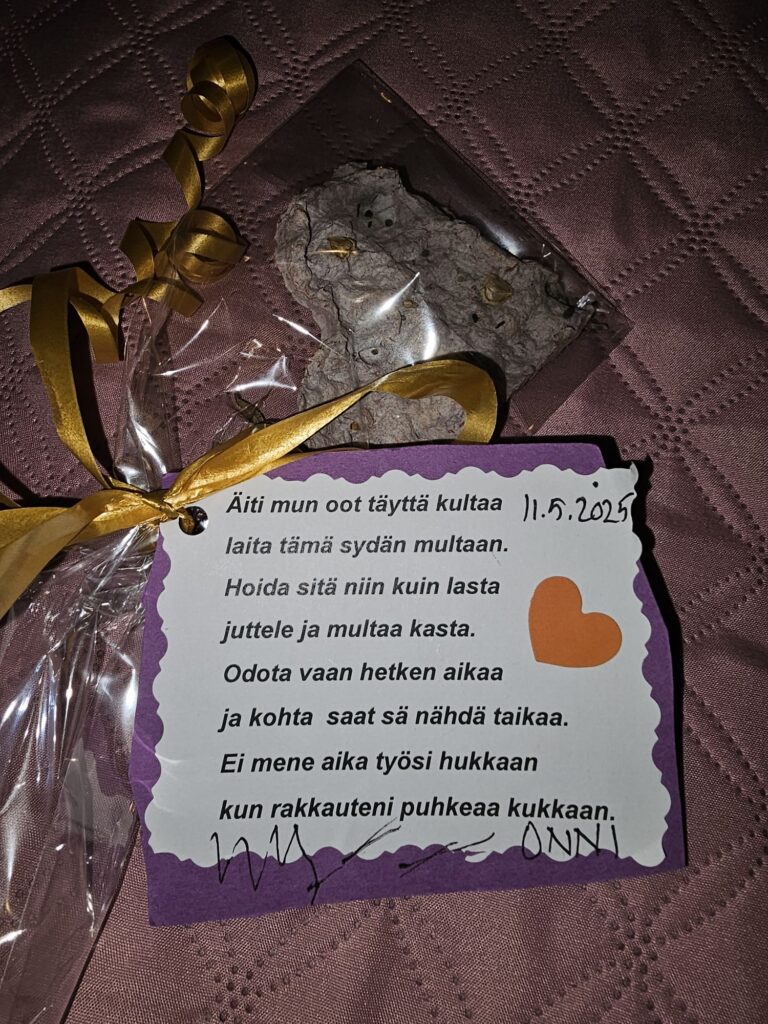 Äiti mun oot täyttä kultaa 11.5.2025
laita tämä sydän multaan.
Hoida sitä niin kuin lasta
juttele ja multaa kasta.
Odota vaan hetken aikaa
ja kohta saat sä nähdä taikaa.
Ei mene aika työsi hukkaan
kun rakkauteni puhkeaa kukkaan.
ONNI